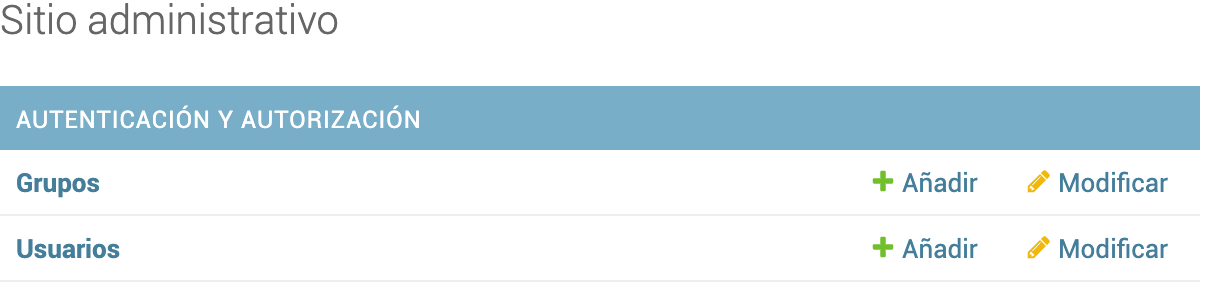 Sitio administrativo
AUTENTICACIÓN Y AUTORIZACIÓN
Grupos Añadir Modificar
Usuarios Añadir Modificar